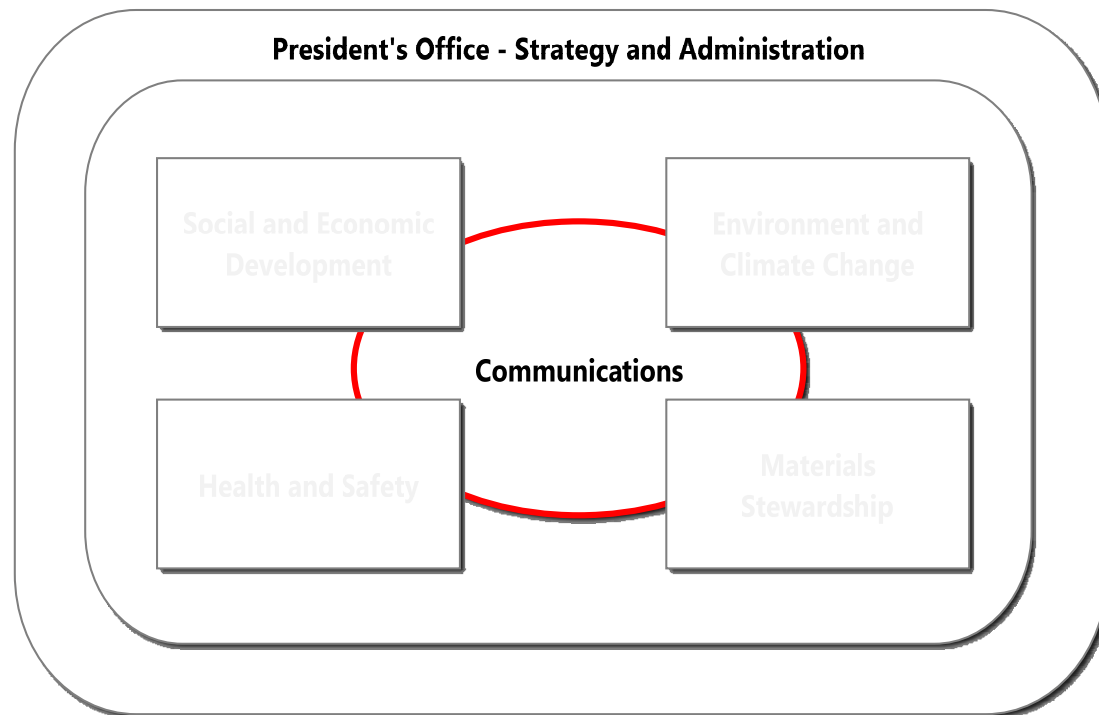 President's Office - Strategy and Administration
Social and Economic
Development
Environment and
Climate Change
Communications
Health and Safety
Materials
Stewardship